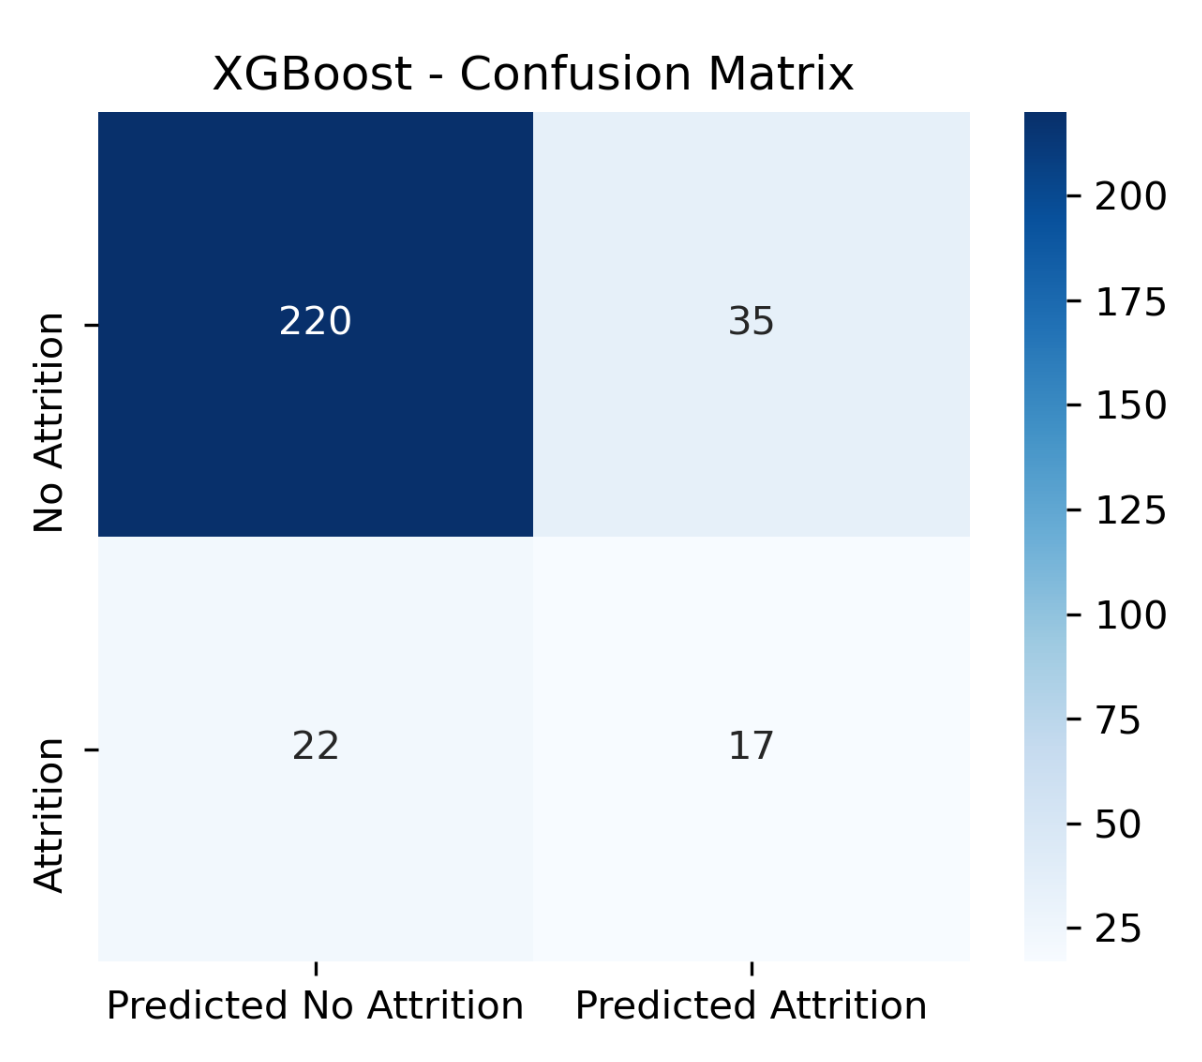 XGBoost - Confusion Matrix
No Attrition
220
35
Attrition
22
17
Predicted No Attrition
Predicted Attrition
200
175
150
125
100
75
50
25